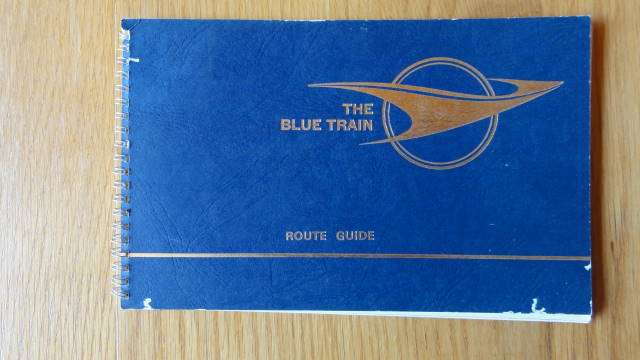 THE
BLUE TRAIN
ROUTE GUIDE